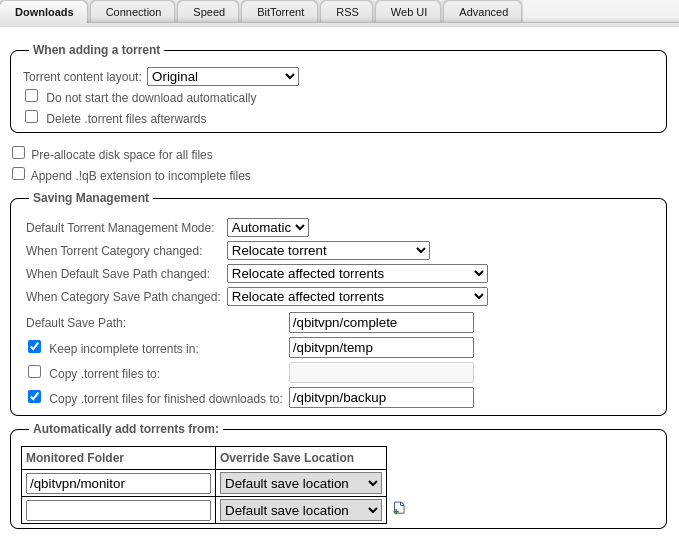 Downloads Connection Speed BitTorrent RSS Web UI Advanced
When adding a torrent
Torrent content layout: Original
Do not start the download automatically
Delete .torrent files afterwards
Pre-allocate disk space for all files
Append .!qB extension to incomplete files
Saving Management
Default Torrent Management Mode: Automatic
When Torrent Category changed: Relocate torrent
When Default Save Path changed: Relocate affected torrents
When Category Save Path changed: Relocate affected torrents
Default Save Path: /qbitvpn/complete
Keep incomplete torrents in: /qbitvpn/temp
Copy .torrent files to:
Copy .torrent files for finished downloads to: /qbitvpn/backup
Automatically add torrents from:
Monitored Folder Override Save Location
/qbitvpn/monitor Default save location
Default save location